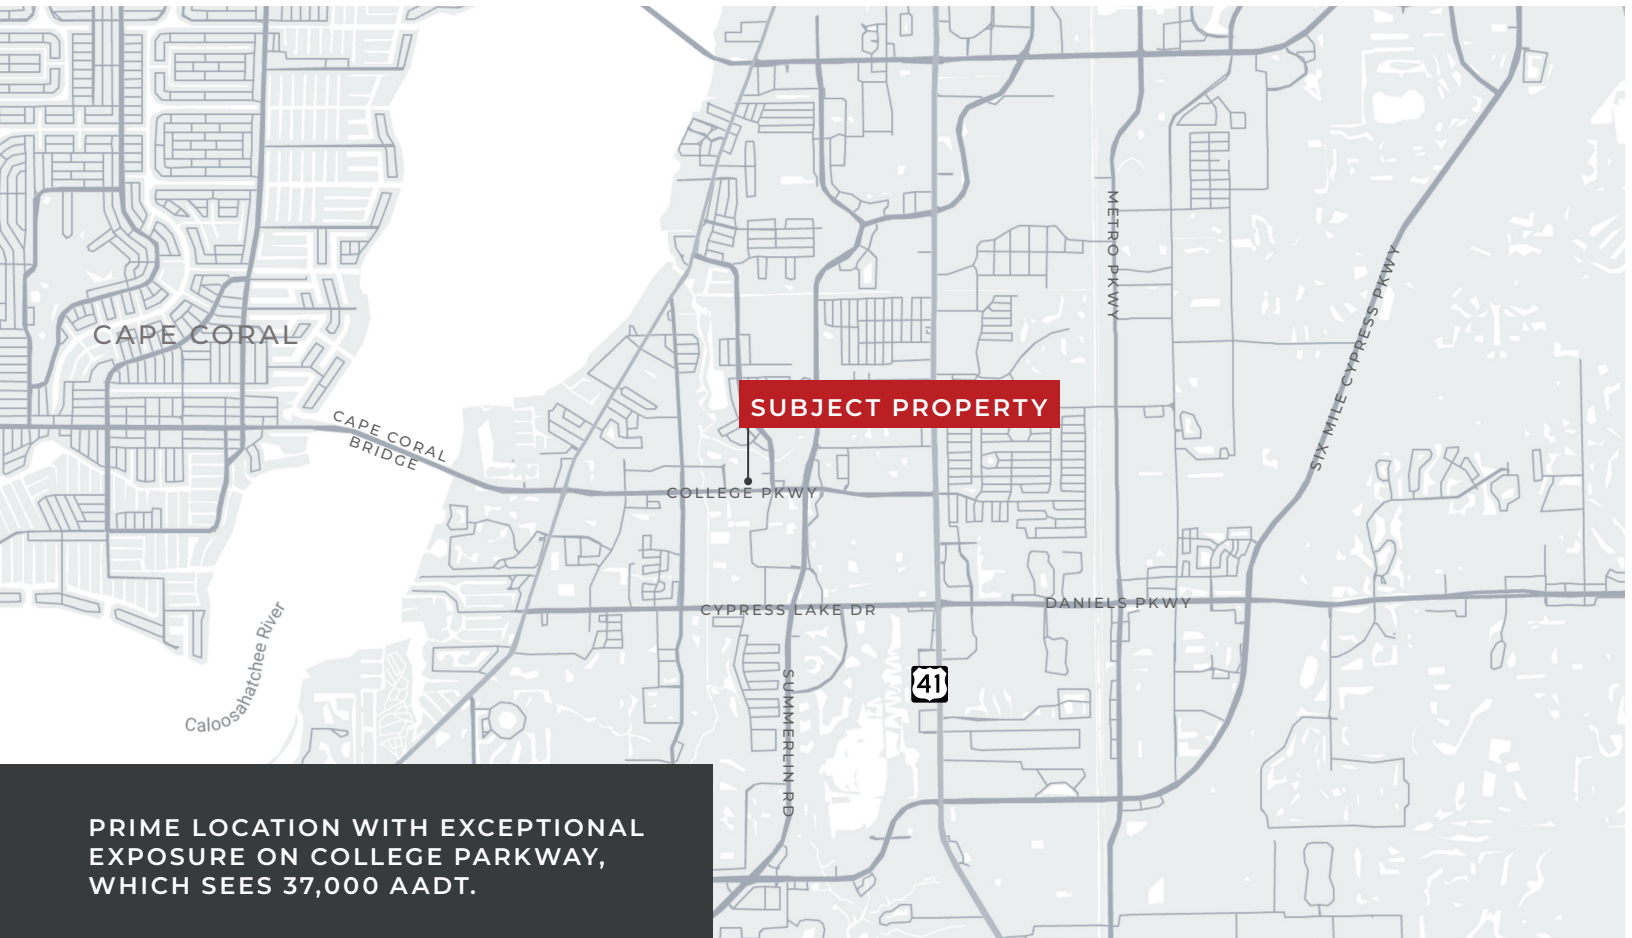 METRO PKWY
SIX MILE CYPRESS PKWY
CAPE CORAL
SUBJECT PROPERTY
CAPE CORAL
BRIDGE
COLLEGE PKWY
CYPRESS LAKE DR
DANIELS PKWY
Caloosahatchee River
41
SUMMERLIN RD
PRIME LOCATION WITH EXCEPTIONAL
EXPOSURE ON COLLEGE PARKWAY,
WHICH SEES 37,000 AADT.